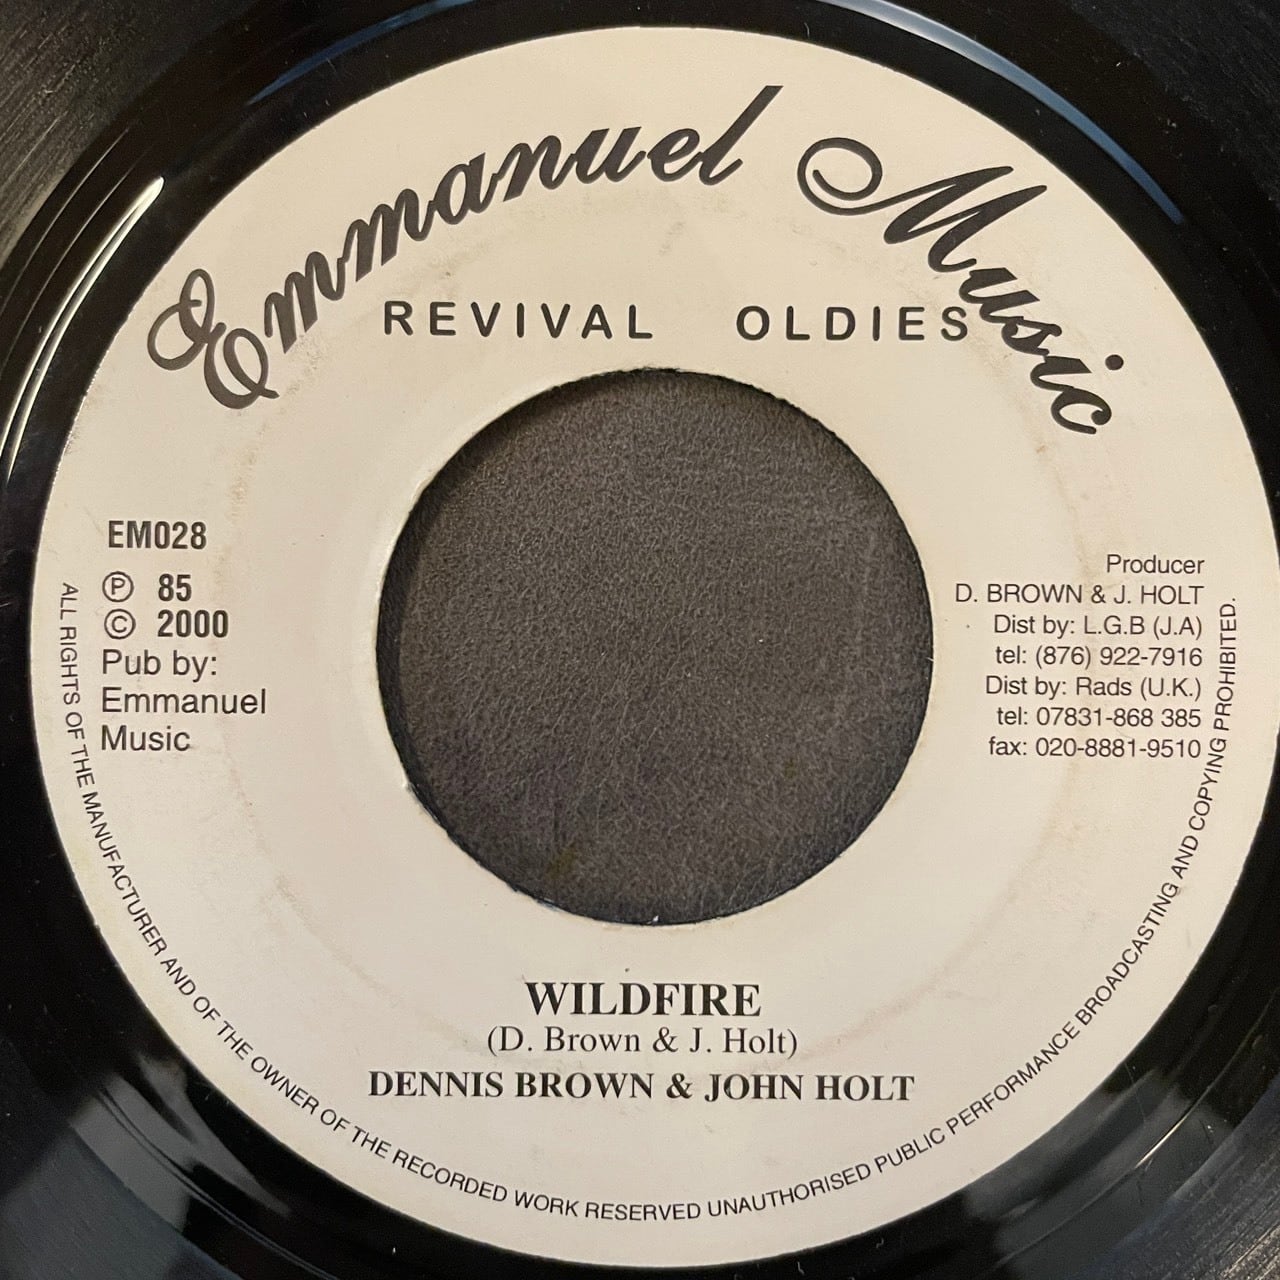 Emmanuel Music
REVIVAL OLDIES
EM028
Ⓟ 85
© 2000
Pub by:
Emmanuel
Music
Producer
D. BROWN & J. HOLT
Dist by: L.G.B (J.A)
tel: (876) 922-7916
Dist by: Rads (U.K.)
tel: 07831-868 385
fax: 020-8881-9510
WILDFIRE
(D. Brown & J. Holt)
DENNIS BROWN & JOHN HOLT
ALL RIGHTS OF THE MANUFACTURER AND OF THE OWNER OF THE RECORDED WORK RESERVED UNAUTHORISED PUBLIC PERFORMANCE BROADCASTING AND COPYING PROHIBITED.